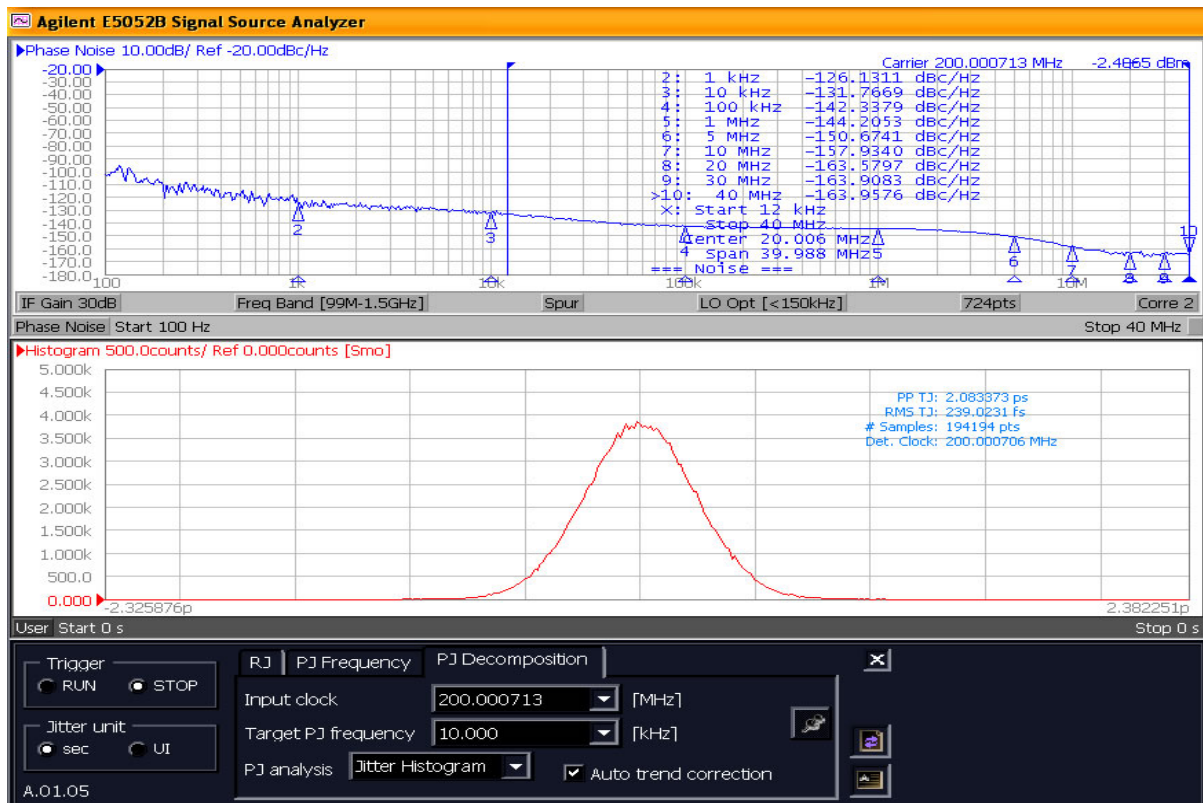 Agilent E5052B Signal Source Analyzer
▶Phase Noise 10.00dB/ Ref -20.00dBc/Hz
Carrier 200.000713 MHz -2.4865 dBm
-20.00
-30.00
-40.00
-50.00
-60.00
-70.00
-80.00
-90.00
-100.0
-110.0
-120.0
-130.0
-140.0
-150.0
-160.0
-170.0
-180.0
2: 1 kHz -126.1311 dBc/Hz
3: 10 kHz -131.7669 dBc/Hz
4: 100 kHz -142.3379 dBc/Hz
5: 1 MHz -144.2053 dBc/Hz
6: 5 MHz -150.6741 dBc/Hz
7: 10 MHz -157.9340 dBc/Hz
8: 20 MHz -163.5797 dBc/Hz
9: 30 MHz -163.9083 dBc/Hz
>10: 40 MHz -163.9576 dBc/Hz
X: Start 12 kHz
Stop 40 MHz
Center 20.006 MHz
Span 39.988 MHz
=== Noise ===
2 3 4 5 6 7 8 9 10
100 1k 10k 100k 1M 10M
IF Gain 30dB Freq Band [99M-1.5GHz] Spur LO Opt [<150kHz] 724pts Corre 2
Phase Noise Start 100 Hz Stop 40 MHz
▶Histogram 500.0counts/ Ref 0.000counts [Smo]
5.000k
4.500k
4.000k
3.500k
3.000k
2.500k
2.000k
1.500k
1.000k
500.0
0.000
PP TJ: 2.083373 ps
RMS TJ: 239.0231 fs
# Samples: 194194 pts
Det. Clock: 200.000706 MHz
-2.325876p 2.382251p
User Start 0 s Stop 0 s
Trigger
RUN STOP
Jitter unit
sec UI
A.01.05
RJ PJ Frequency PJ Decomposition
Input clock 200.000713 [MHz]
Target PJ frequency 10.000 [kHz]
PJ analysis Jitter Histogram Auto trend correction